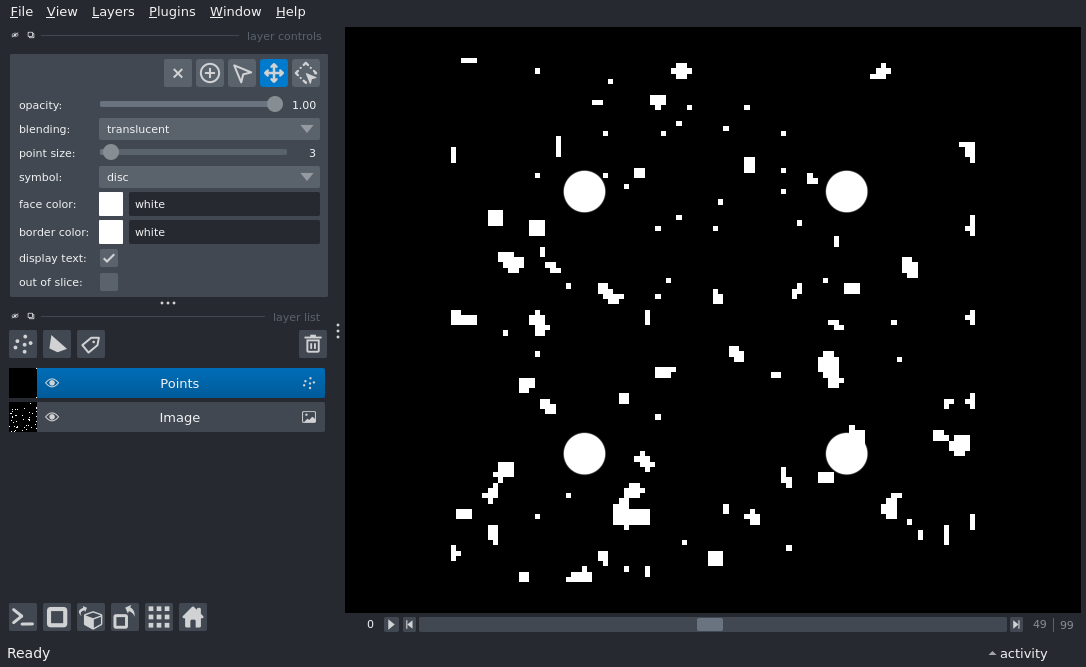 File View Layers Plugins Window Help
layer controls
opacity: 1.00
blending: translucent
point size: 3
symbol: disc
face color: white
border color: white
display text:
out of slice:
layer list
Points
Image
0 49 | 99
Ready activity